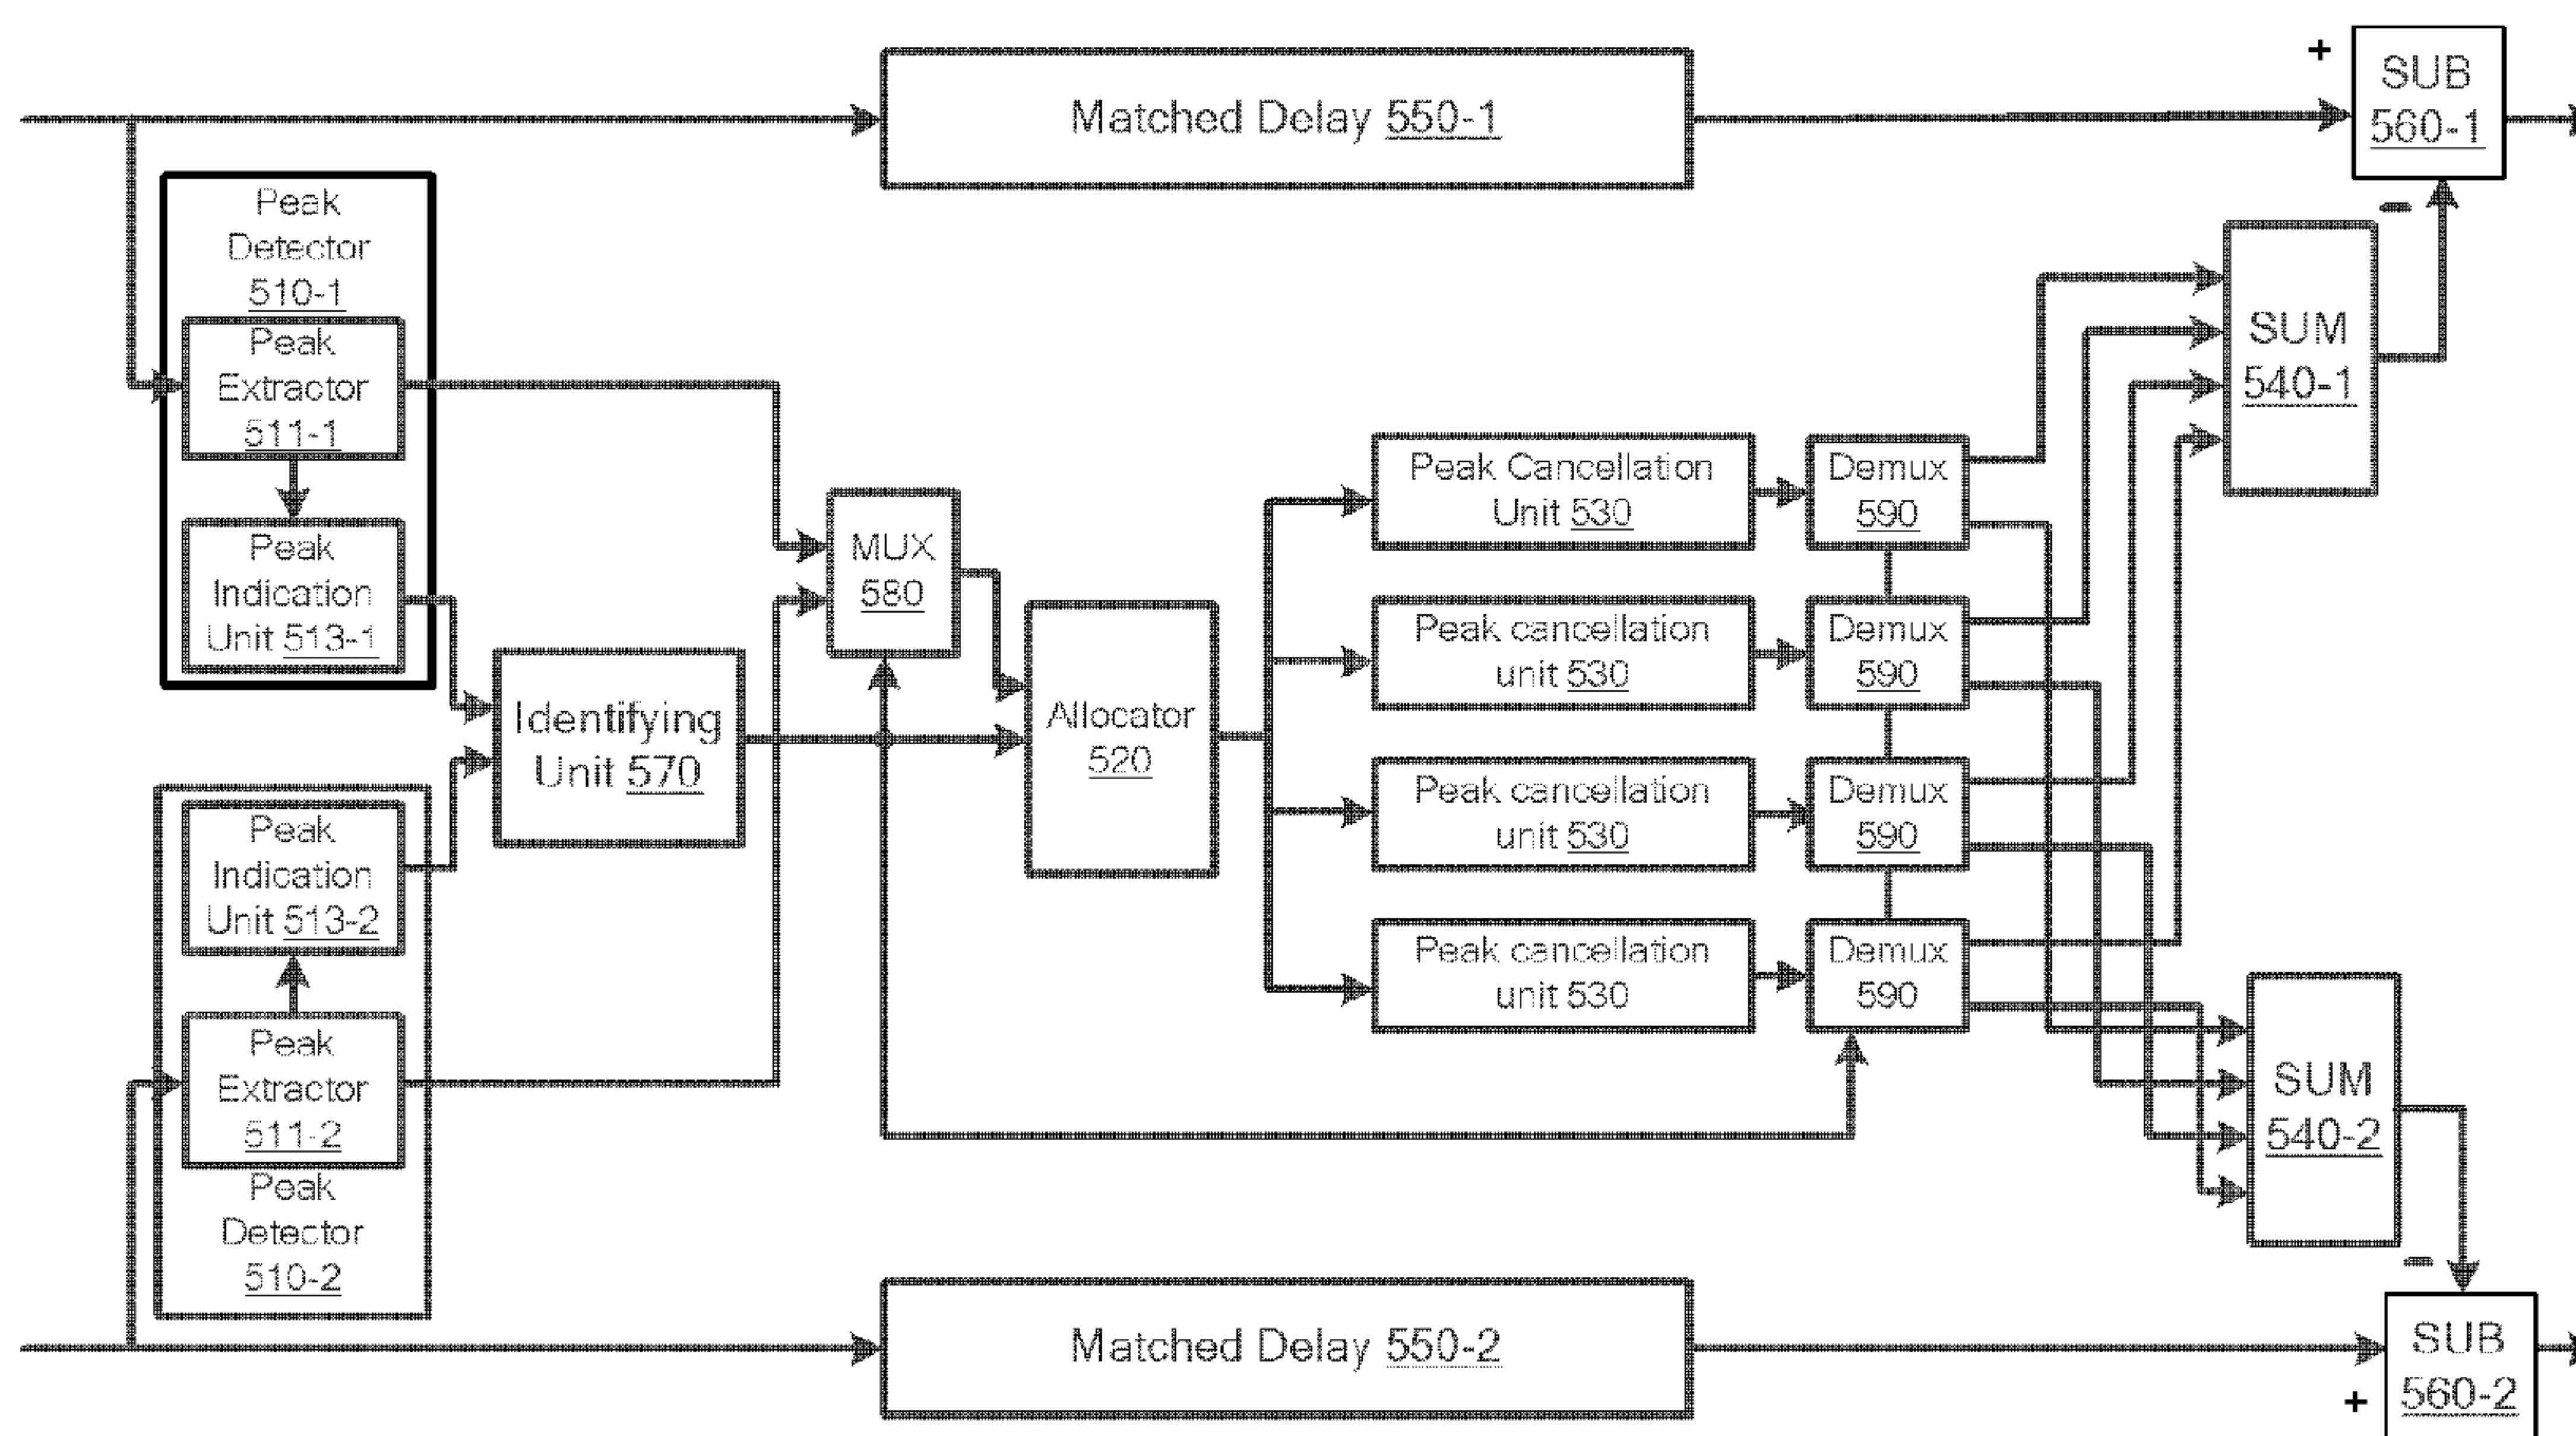 +
SUB
560-1
Matched Delay 550-1
–
Peak
Detector
510-1
Peak
Extractor
511-1
Peak
Indication
Unit 513-1
SUM
540-1
Peak Cancellation
Unit 530
Demux
590
MUX
580
Peak cancellation
unit 530
Demux
590
Identifying
Unit 570
Allocator
520
Peak cancellation
unit 530
Demux
590
Peak
Indication
Unit 513-2
Peak cancellation
unit 530
Demux
590
Peak
Extractor
511-2
Peak
Detector
510-2
SUM
540-2
–
Matched Delay 550-2
SUB
560-2
+